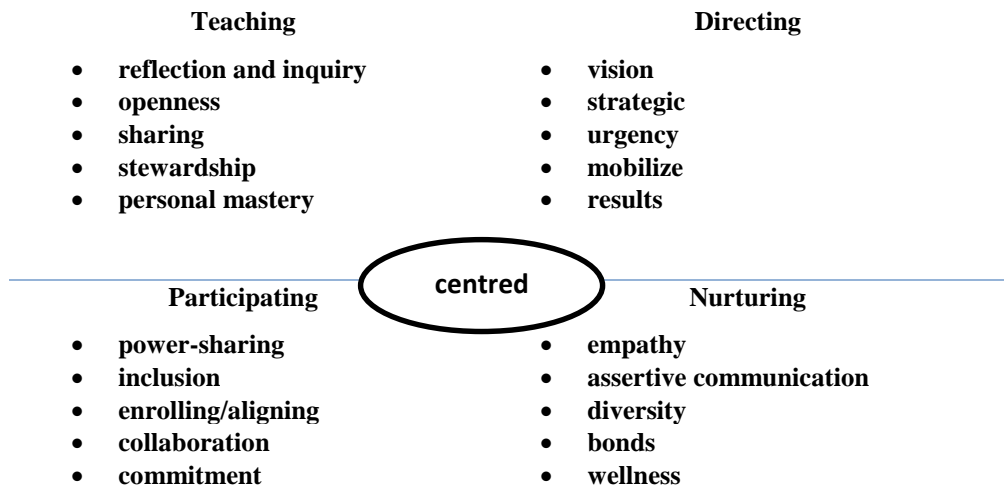 Teaching
• reflection and inquiry
• openness
• sharing
• stewardship
• personal mastery
Directing
• vision
• strategic
• urgency
• mobilize
• results
centred
Participating
• power-sharing
• inclusion
• enrolling/aligning
• collaboration
• commitment
Nurturing
• empathy
• assertive communication
• diversity
• bonds
• wellness